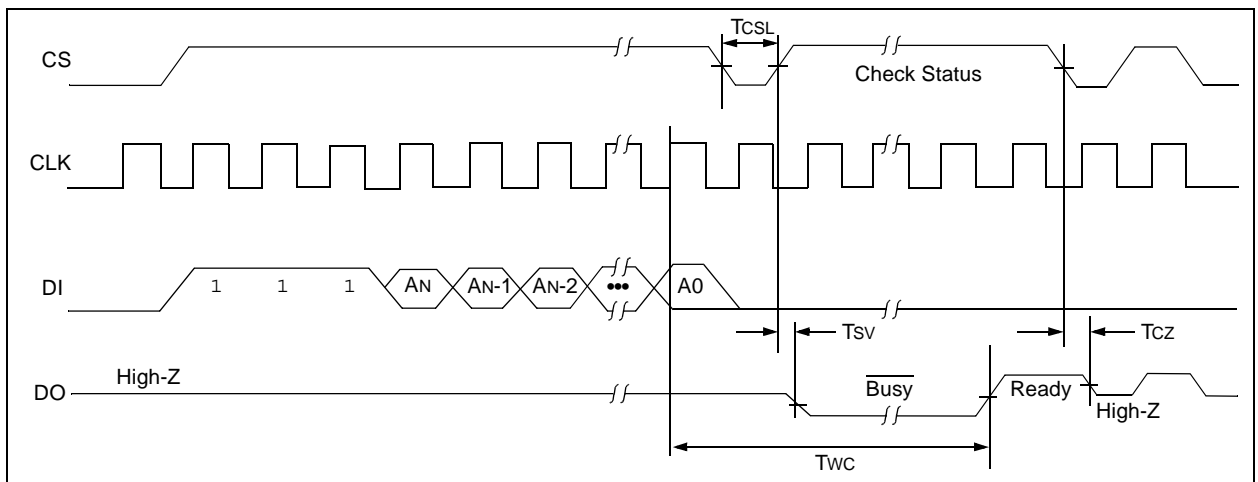 TCSL
CS
Check Status
CLK
DI
1 1 1 AN AN-1 AN-2 ••• A0
TSV
TCZ
High-Z
DO
Busy
Ready
High-Z
TWC